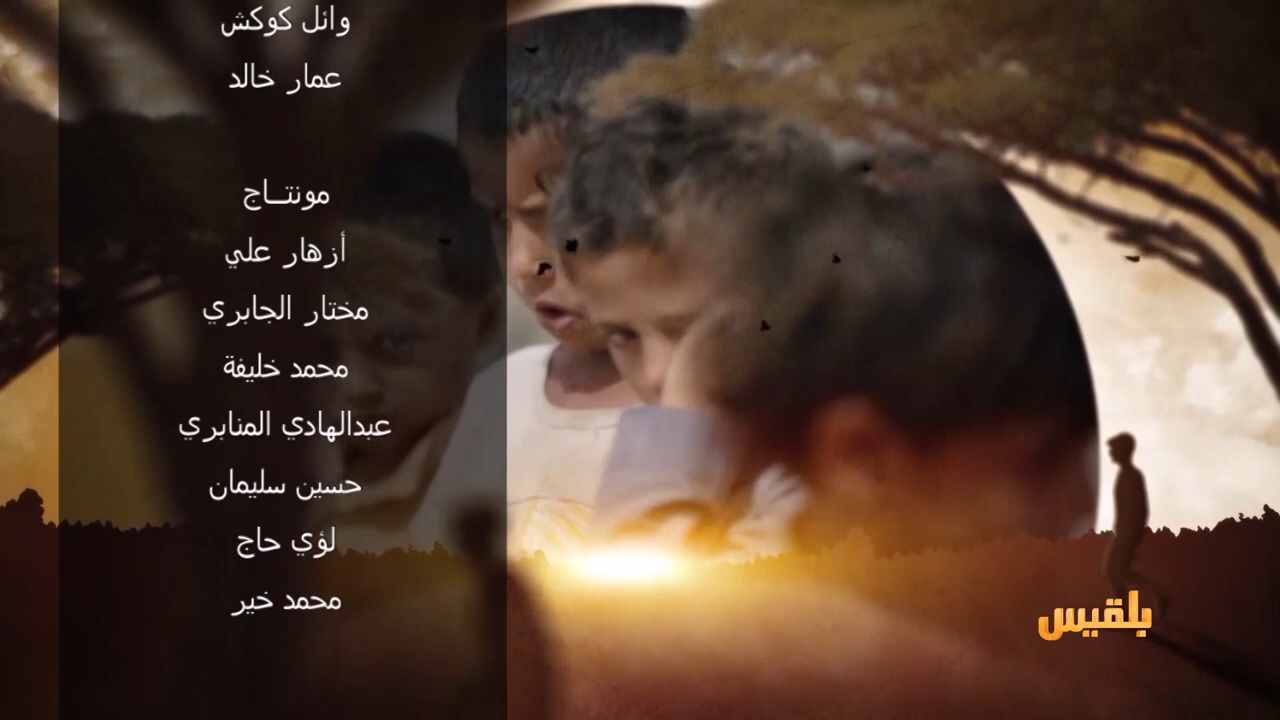 وائل كوكش
عمار خالد
مونتــاج
أزهار علي
مختار الجابري
محمد خليفة
عبدالهادي المنابري
حسين سليمان
لؤي حاج
محمد خير
بلقيس